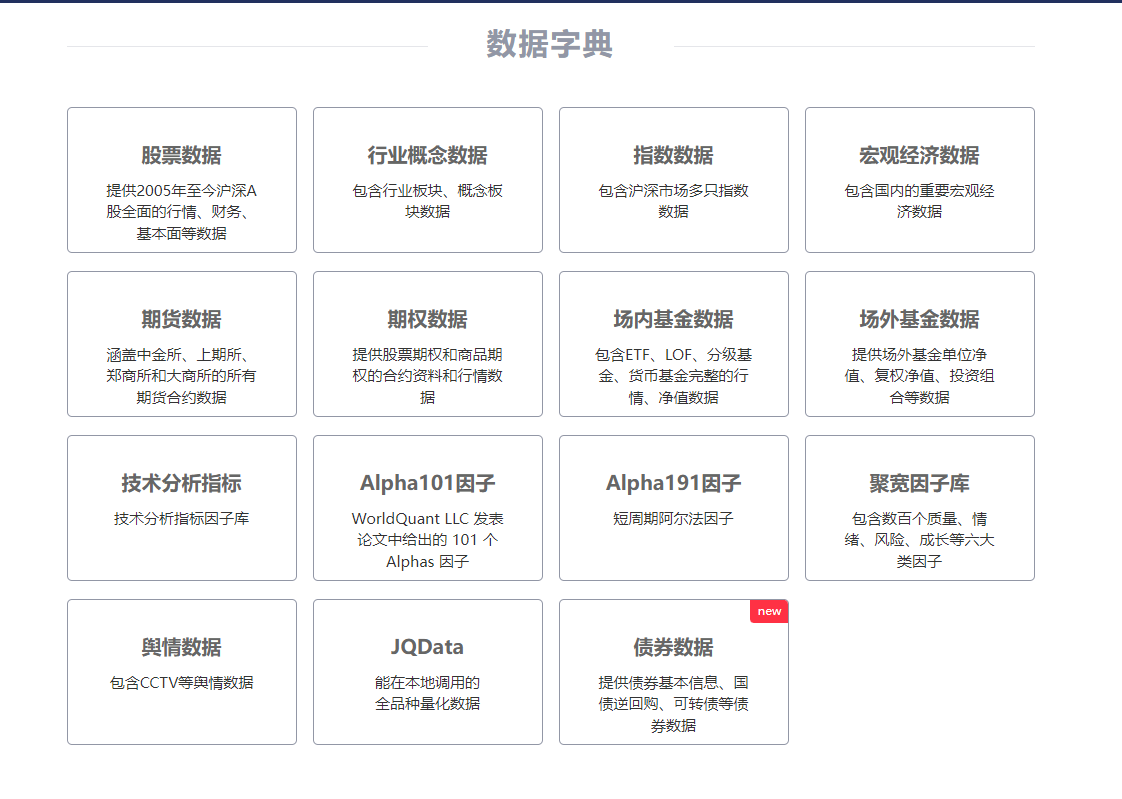 数据字典
股票数据
提供2005年至今沪深A
股全面的行情、财务、
基本面等数据
行业概念数据
包含行业板块、概念板
块数据
指数数据
包含沪深市场多只指数
数据
宏观经济数据
包含国内的重要宏观经
济数据
期货数据
涵盖中金所、上期所、
郑商所和大商所的所有
期货合约数据
期权数据
提供股票期权和商品期
权的合约资料和行情数
据
场内基金数据
包含ETF、LOF、分级基
金、货币基金完整的行
情、净值数据
场外基金数据
提供场外基金单位净
值、复权净值、投资组
合等数据
技术分析指标
技术分析指标因子库
Alpha101因子
WorldQuant LLC 发表
论文中给出的 101 个
Alphas 因子
Alpha191因子
短周期阿尔法因子
聚宽因子库
包含数百个质量、情
绪、风险、成长等六大
类因子
舆情数据
包含CCTV等舆情数据
JQData
能在本地调用的
全品种量化数据
new
债券数据
提供债券基本信息、国
债逆回购、可转债等债
券数据